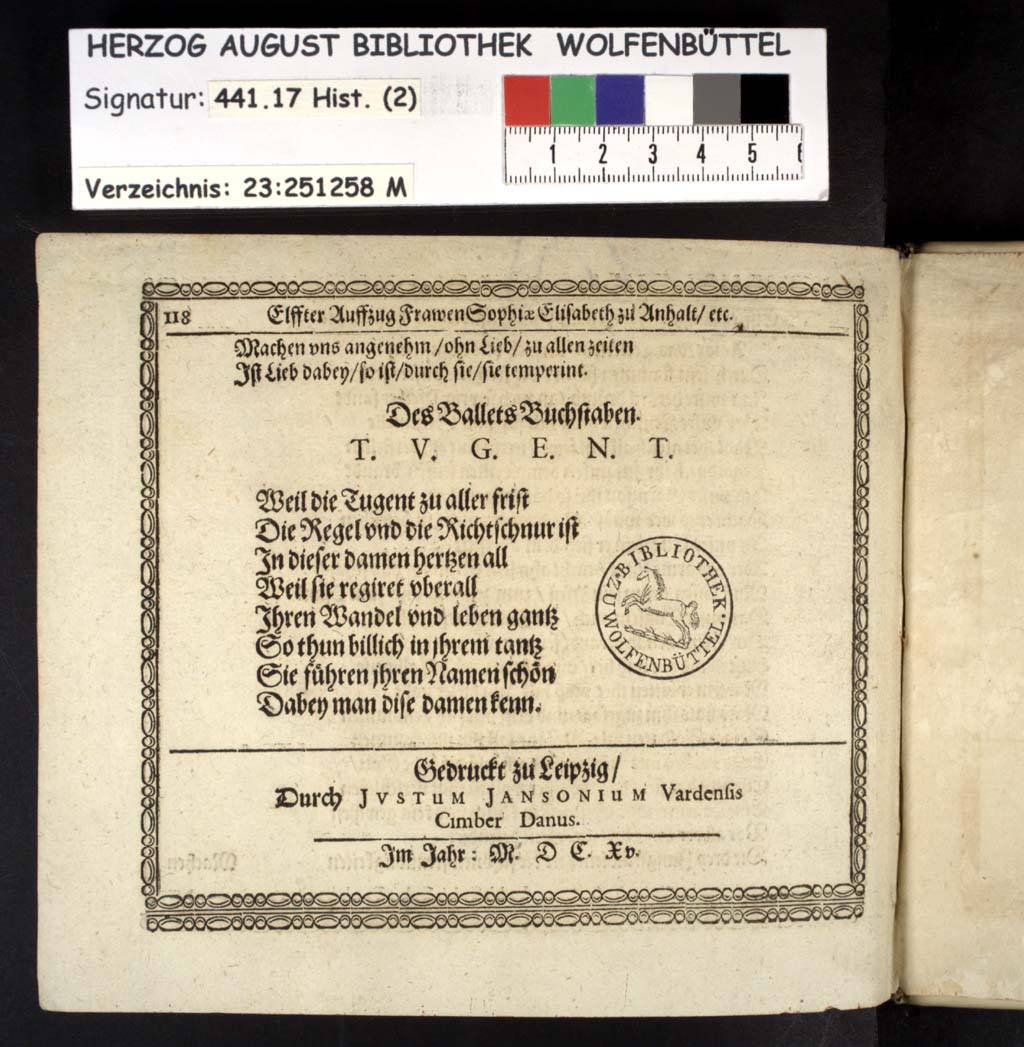 HERZOG AUGUST BIBLIOTHEK WOLFENBÜTTEL
Signatur: 441.17 Hist. (2)
1 2 3 4 5 6
Verzeichnis: 23:251258 M
118 Elffter Auffzug Frawen Sophiæ Elisabeth zu Anhalt/ etc.
Machen vns angenehm /ohn Lieb/ zu allen zeiten
Ist Lieb dabey/so ist/durch sie/sie temperint.
Des Ballets Buchstaben.
T. V. G. E. N. T.
Weil die Tugent zu aller frist
Die Regel vnd die Richtschnur ist
In dieser damen hertzen all
Weil sie regiret vberall
Ihren Wandel vnd leben gantz
So thun billich in jhrem tantz
Sie führen jhren Namen schön
Dabey man dise damen kenn.
BIBLIOTHEK. ZU WOLFENBÜTTEL.
Gedruckt zu Leipzig/
Durch JVSTUM JANSONIUM Vardensis
Cimber Danus.
Im Jahr: M. D C. Xv.